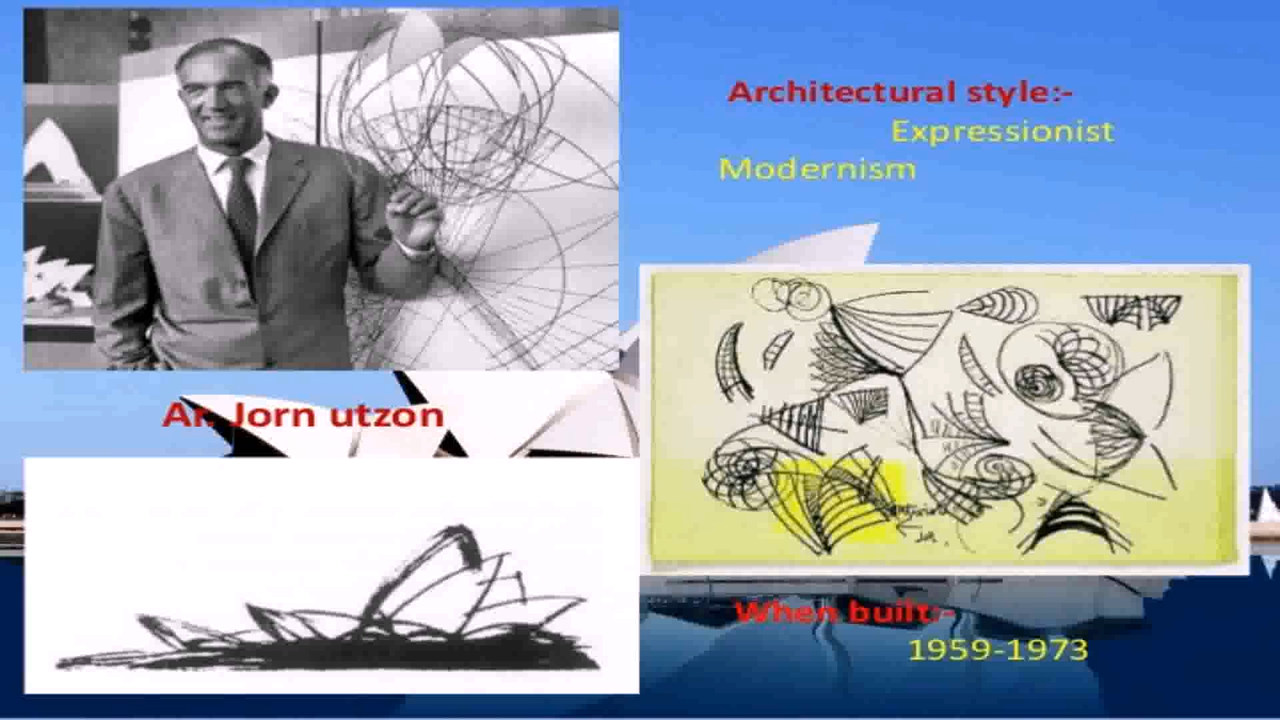 Architectural style:-
Expressionist
Modernism
Ar. Jorn utzon
When built:-
1959-1973